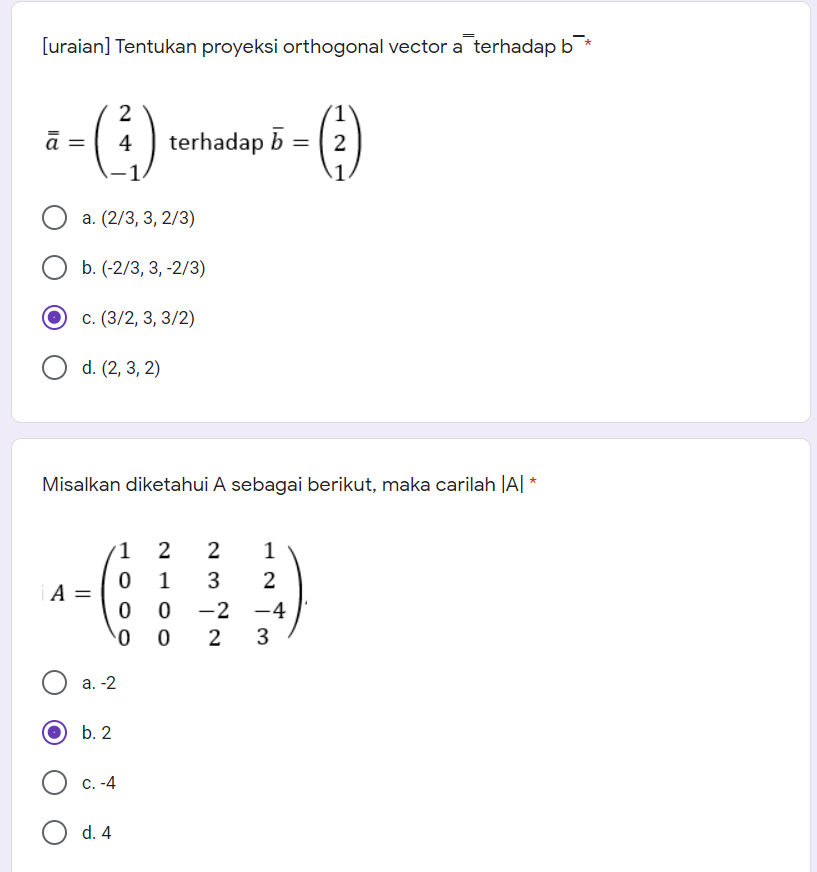 [uraian] Tentukan proyeksi orthogonal vector a ̿ terhadap b ̅ *
a̿ = ( 2 4 −1 ) terhadap b̅ = ( 1 2 1 )
a. (2/3, 3, 2/3)
b. (-2/3, 3, -2/3)
c. (3/2, 3, 3/2)
d. (2, 3, 2)
Misalkan diketahui A sebagai berikut, maka carilah |A| *
1 2 2 1
0 1 3 2
A =
0 0 −2 −4
0 0 2 3
a. -2
b. 2
c. -4
d. 4